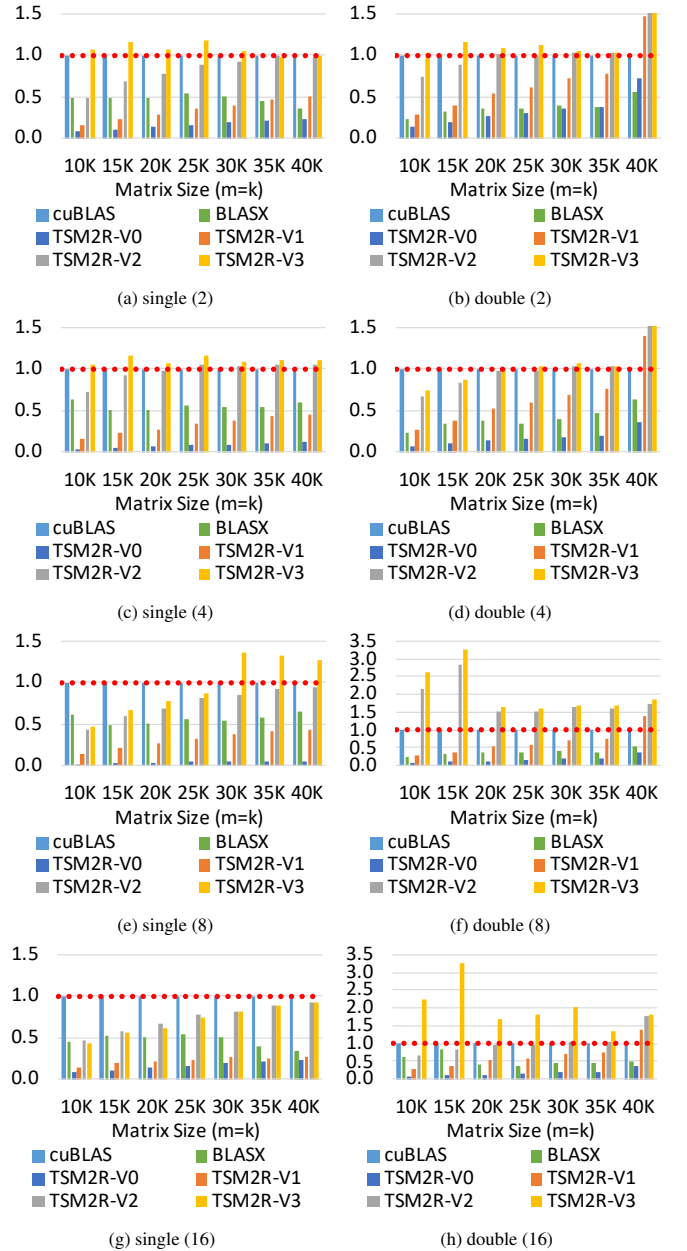 1.5
1.0
0.5
0.0
10K 15K 20K 25K 30K 35K 40K
Matrix Size (m=k)
cuBLAS BLASX
TSM2R-V0 TSM2R-V1
TSM2R-V2 TSM2R-V3
(a) single (2)
1.5
1.0
0.5
0.0
10K 15K 20K 25K 30K 35K 40K
Matrix Size (m=k)
cuBLAS BLASX
TSM2R-V0 TSM2R-V1
TSM2R-V2 TSM2R-V3
(b) double (2)
1.5
1.0
0.5
0.0
10K 15K 20K 25K 30K 35K 40K
Matrix Size (m=k)
cuBLAS BLASX
TSM2R-V0 TSM2R-V1
TSM2R-V2 TSM2R-V3
(c) single (4)
1.5
1.0
0.5
0.0
10K 15K 20K 25K 30K 35K 40K
Matrix Size (m=k)
cuBLAS BLASX
TSM2R-V0 TSM2R-V1
TSM2R-V2 TSM2R-V3
(d) double (4)
1.5
1.0
0.5
0.0
10K 15K 20K 25K 30K 35K 40K
Matrix Size (m=k)
cuBLAS BLASX
TSM2R-V0 TSM2R-V1
TSM2R-V2 TSM2R-V3
(e) single (8)
3.5
3.0
2.5
2.0
1.5
1.0
0.5
0.0
10K 15K 20K 25K 30K 35K 40K
Matrix Size (m=k)
cuBLAS BLASX
TSM2R-V0 TSM2R-V1
TSM2R-V2 TSM2R-V3
(f) double (8)
1.5
1.0
0.5
0.0
10K 15K 20K 25K 30K 35K 40K
Matrix Size (m=k)
cuBLAS BLASX
TSM2R-V0 TSM2R-V1
TSM2R-V2 TSM2R-V3
(g) single (16)
3.5
3.0
2.5
2.0
1.5
1.0
0.5
0.0
10K 15K 20K 25K 30K 35K 40K
Matrix Size (m=k)
cuBLAS BLASX
TSM2R-V0 TSM2R-V1
TSM2R-V2 TSM2R-V3
(h) double (16)